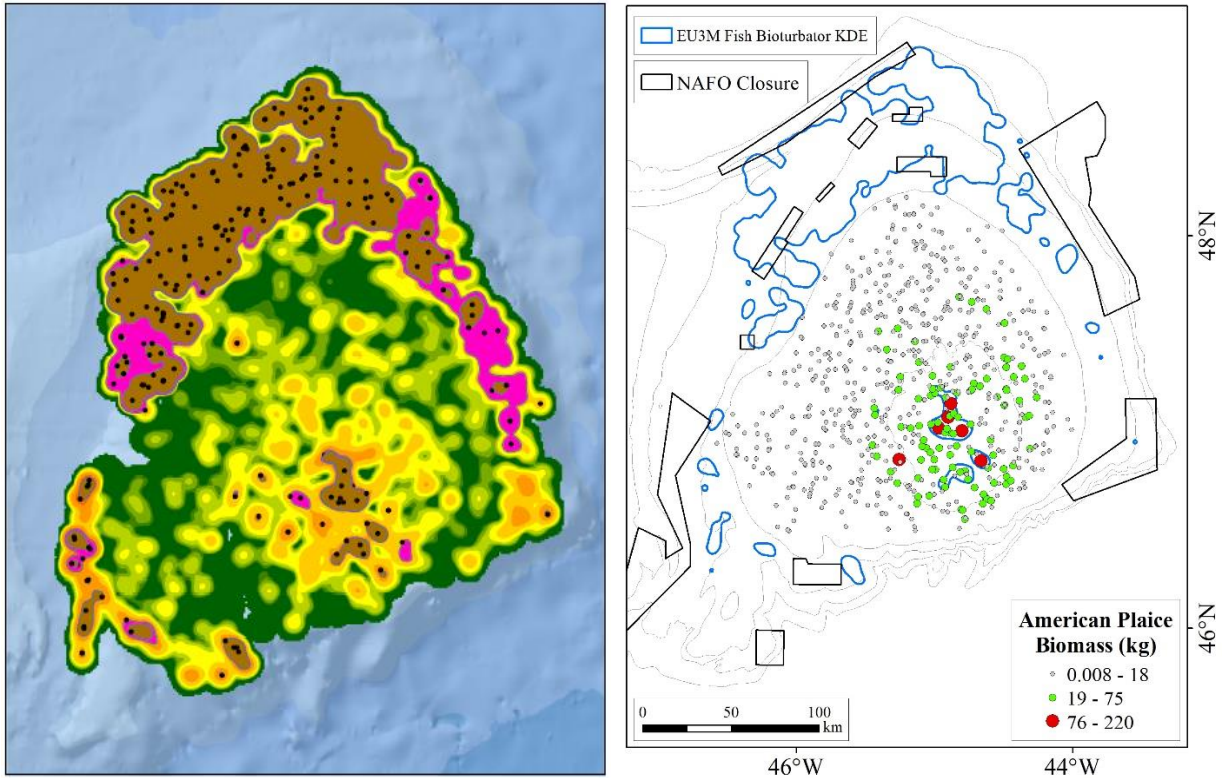 EU3M Fish Bioturbator KDE
NAFO Closure
48°N
46°N
American Plaice
Biomass (kg)
0.008 - 18
19 - 75
76 - 220
0 50 100
km
46°W 44°W